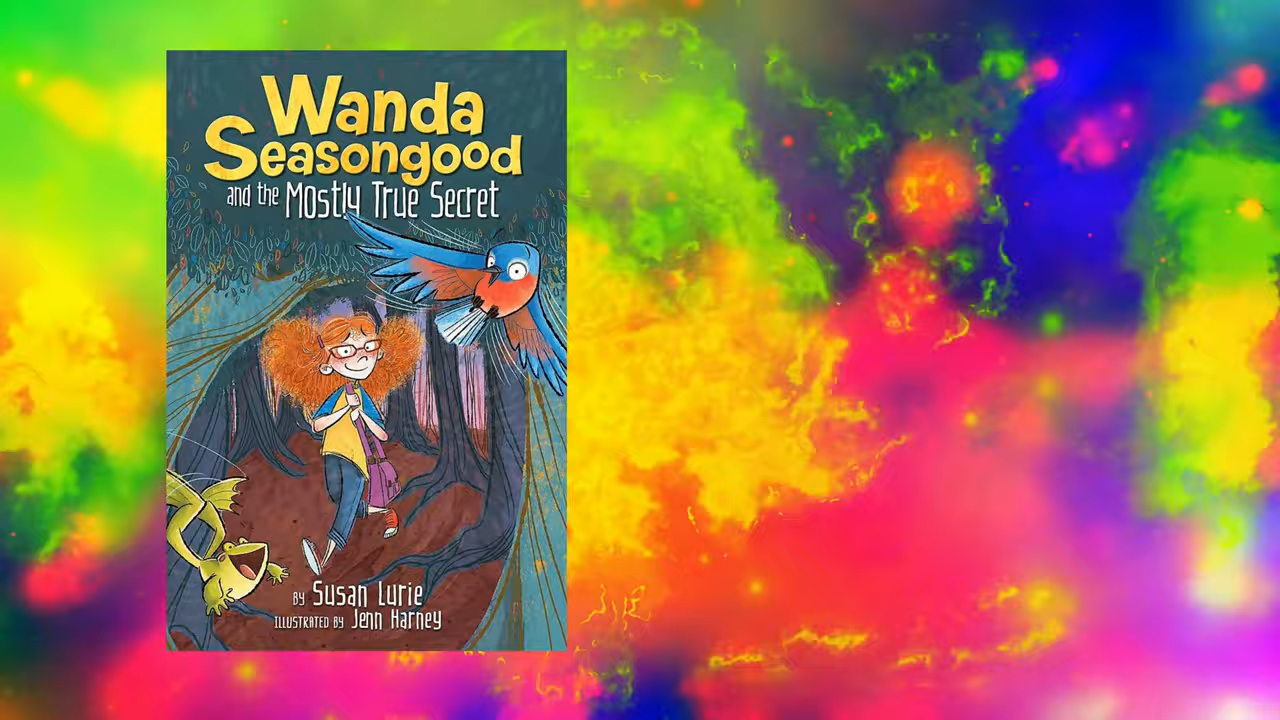 Wanda
Seasongood
and the Mostly True Secret
BY Susan Lurie
ILLUSTRATED BY Jenn Harney